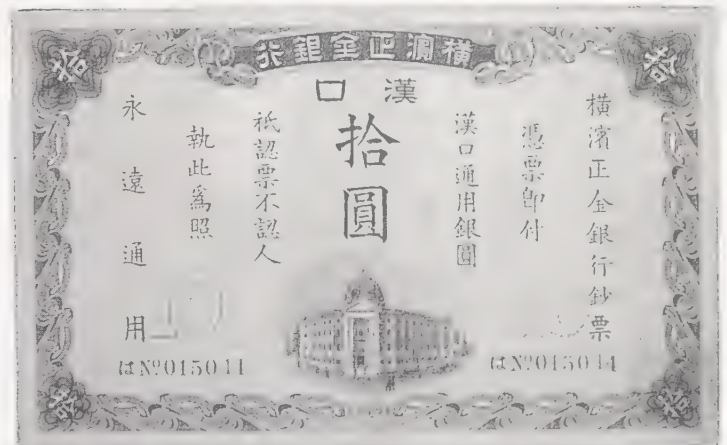 横濱正金銀行
漢口
拾圓
横濱正金銀行鈔票
憑票即付
漢口通用銀圓
祇認票不認人
執此爲照
永遠通用
拾
拾
拾
拾
はNº015014
はNº015014